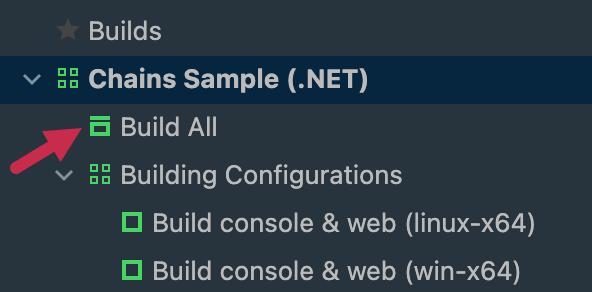 Builds
Chains Sample (.NET)
Build All
Building Configurations
Build console & web (linux-x64)
Build console & web (win-x64)